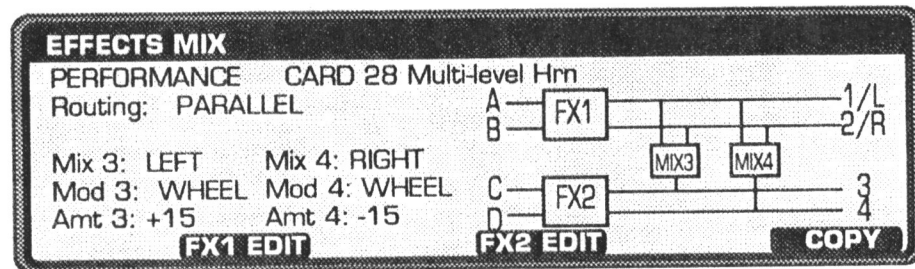 EFFECTS MIX
PERFORMANCE CARD 28 Multi-level Hrn
Routing: PARALLEL
Mix 3: LEFT Mix 4: RIGHT
Mod 3: WHEEL Mod 4: WHEEL
Amt 3: +15 Amt 4: -15
A
B
FX1
1/L
2/R
MIX3
MIX4
C
D
FX2
3
4
FX1 EDIT
FX2 EDIT
COPY